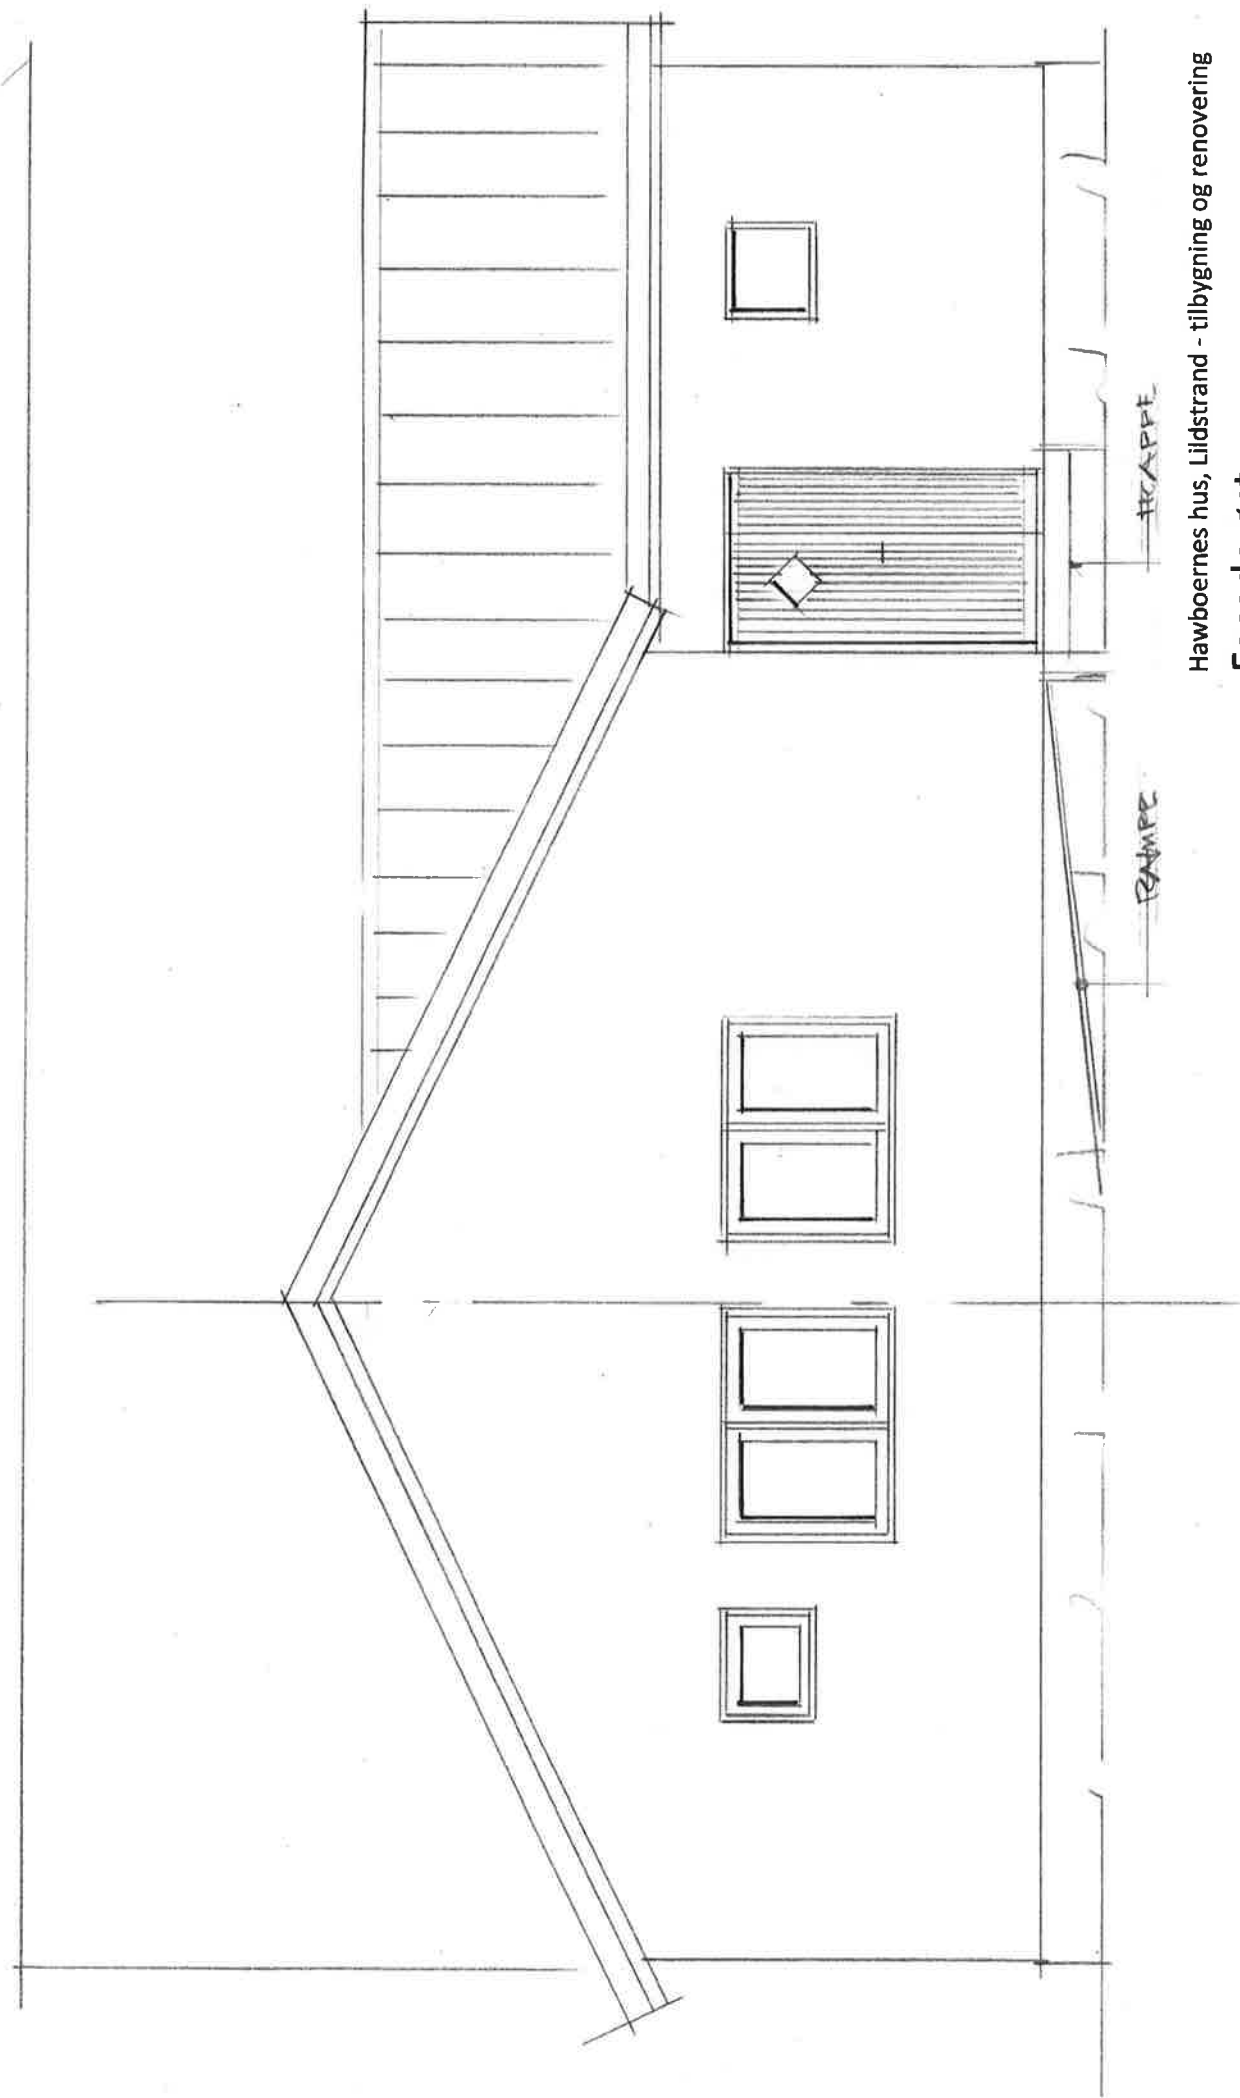 TRAPPE
RAMPE
Hawboernes hus, Lildstrand - tilbygning og renovering